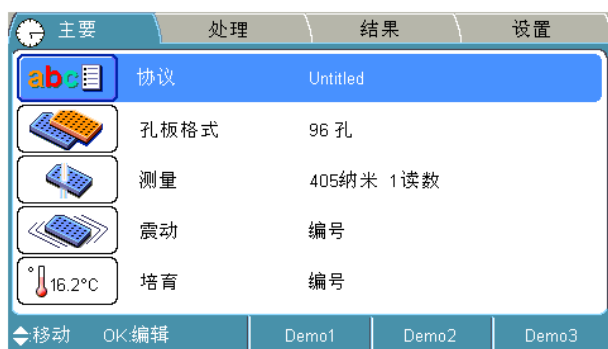 主要 处理 结果 设置
abc 协议 Untitled
孔板格式 96 孔
测量 405纳米 1读数
震动 编号
16.2°C 培育 编号
移动 OK:编辑 Demo1 Demo2 Demo3